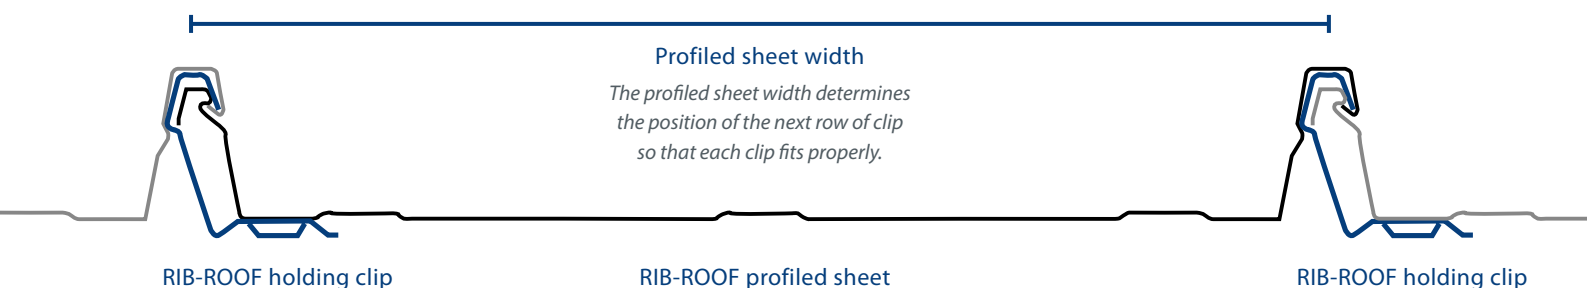 Profiled sheet width
The profiled sheet width determines
the position of the next row of clip
so that each clip fits properly.
RIB-ROOF holding clip
RIB-ROOF profiled sheet
RIB-ROOF holding clip